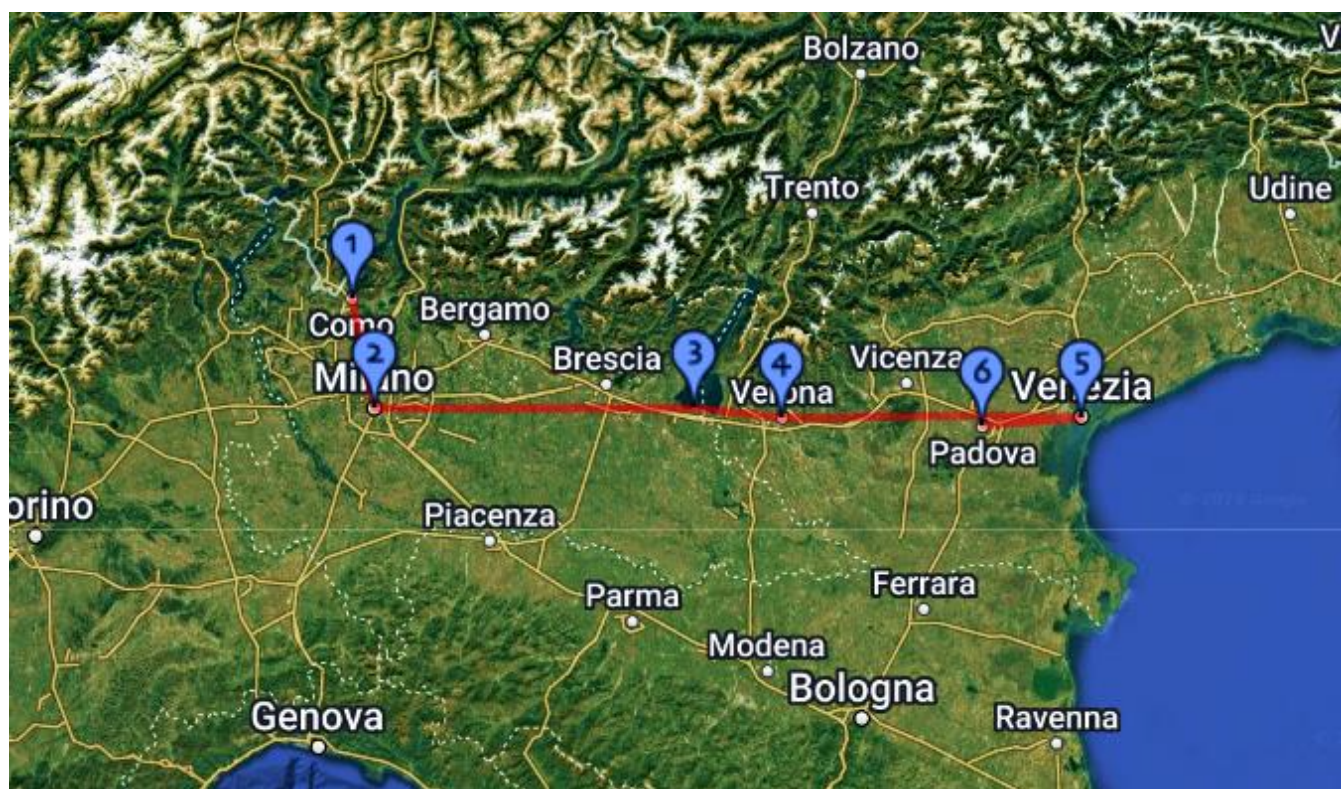 Bolzano
V
Trento
Udine
1
Como
Bergamo
2
Milano
Brescia
3
4
Verona
Vicenza
6
5
Venezia
Padova
orino
Piacenza
Ferrara
Parma
Modena
Bologna
Genova
Ravenna